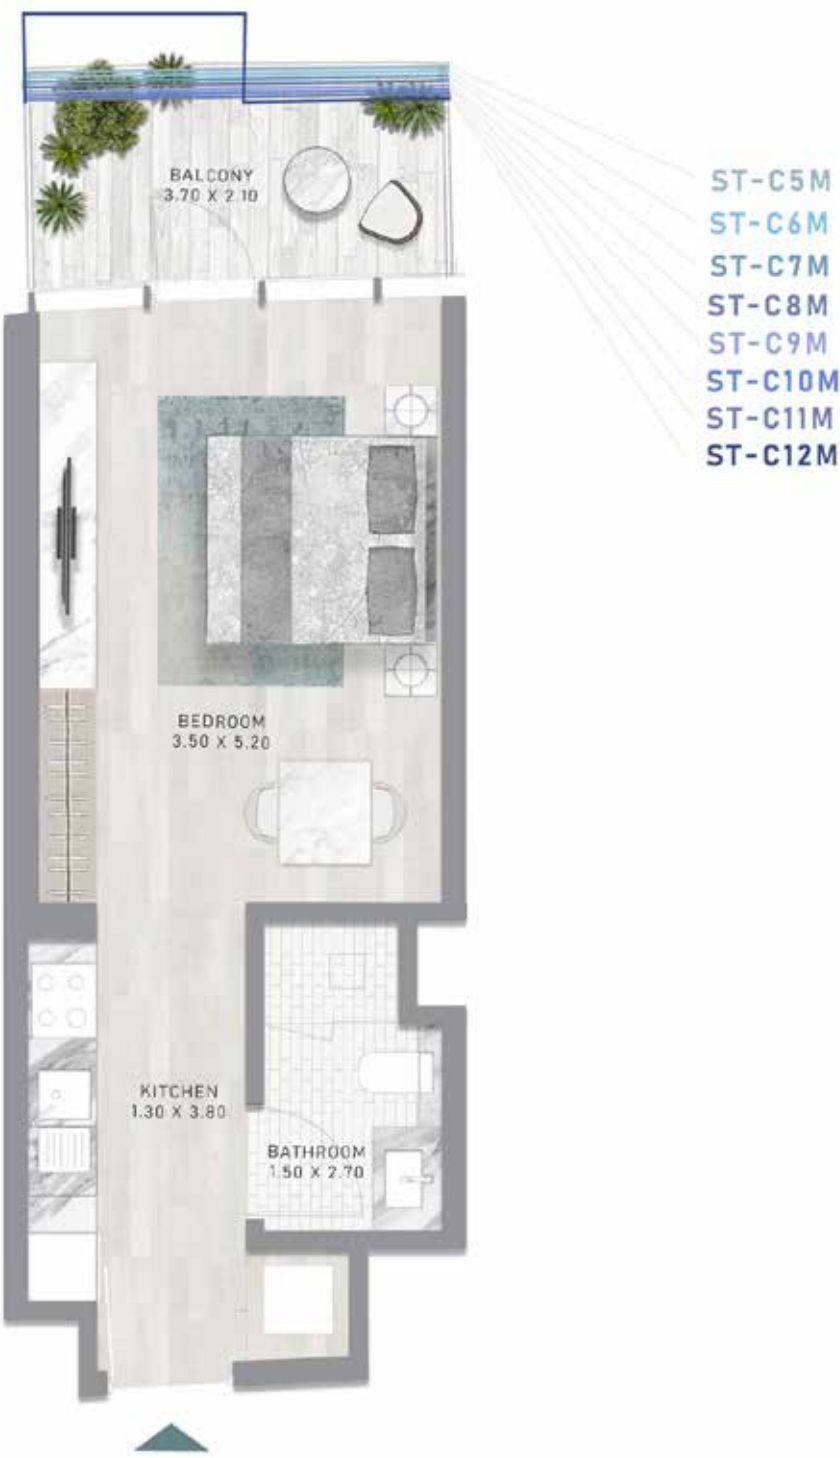 BALCONY
3.70 X 2.10
ST-C5M
ST-C6M
ST-C7M
ST-C8M
ST-C9M
ST-C10M
ST-C11M
ST-C12M
BEDROOM
3.50 X 5.20
KITCHEN
1.30 X 3.80
BATHROOM
1.50 X 2.70